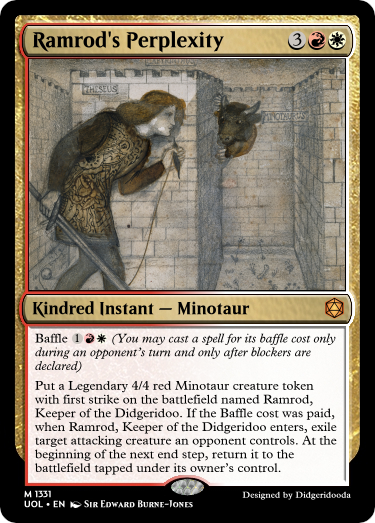 Ramrod's Perplexity 3
THESEUS
MINOTAURUS
Kindred Instant — Minotaur
Baffle 1 (You may cast a spell for its baffle cost only
during an opponent's turn and only after blockers are
declared)
Put a Legendary 4/4 red Minotaur creature token
with first strike on the battlefield named Ramrod,
Keeper of the Didgeridoo. If the Baffle cost was paid,
when Ramrod, Keeper of the Didgeridoo enters, exile
target attacking creature an opponent controls. At the
beginning of the next end step, return it to the
battlefield tapped under its owner's control.
M 1331
UOL • EN Sir Edward Burne-Jones
Designed by Didgeridooda